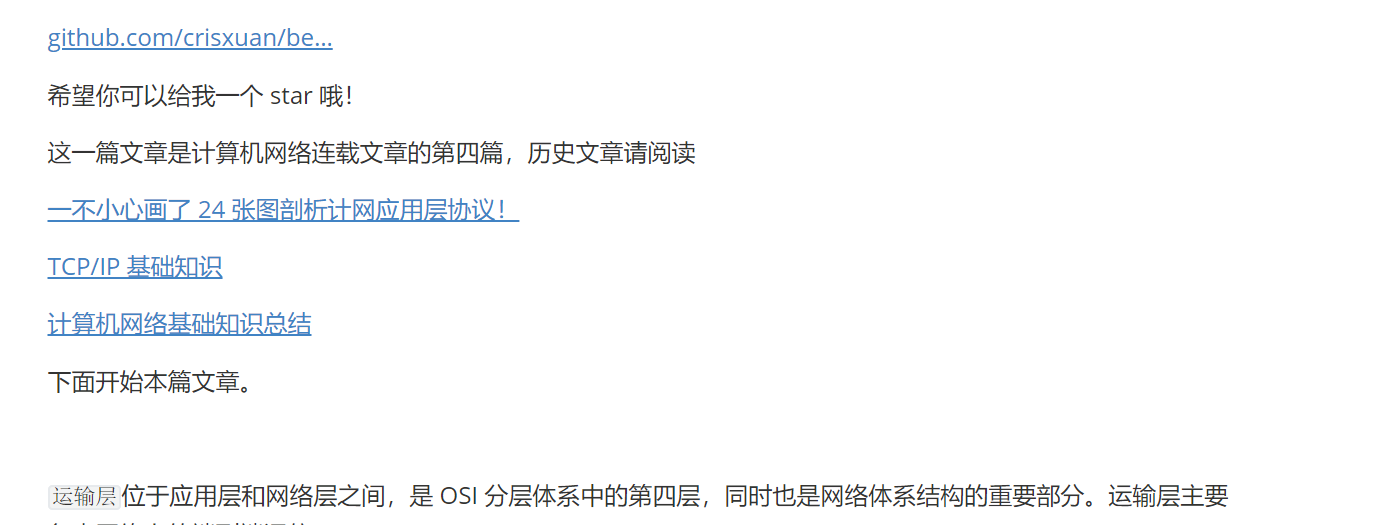 github.com/crisxuan/be...
希望你可以给我一个 star 哦！
这一篇文章是计算机网络连载文章的第四篇，历史文章请阅读
一不小心画了 24 张图剖析计网应用层协议！
TCP/IP 基础知识
计算机网络基础知识总结
下面开始本篇文章。
运输层位于应用层和网络层之间，是 OSI 分层体系中的第四层，同时也是网络体系结构的重要部分。运输层主要